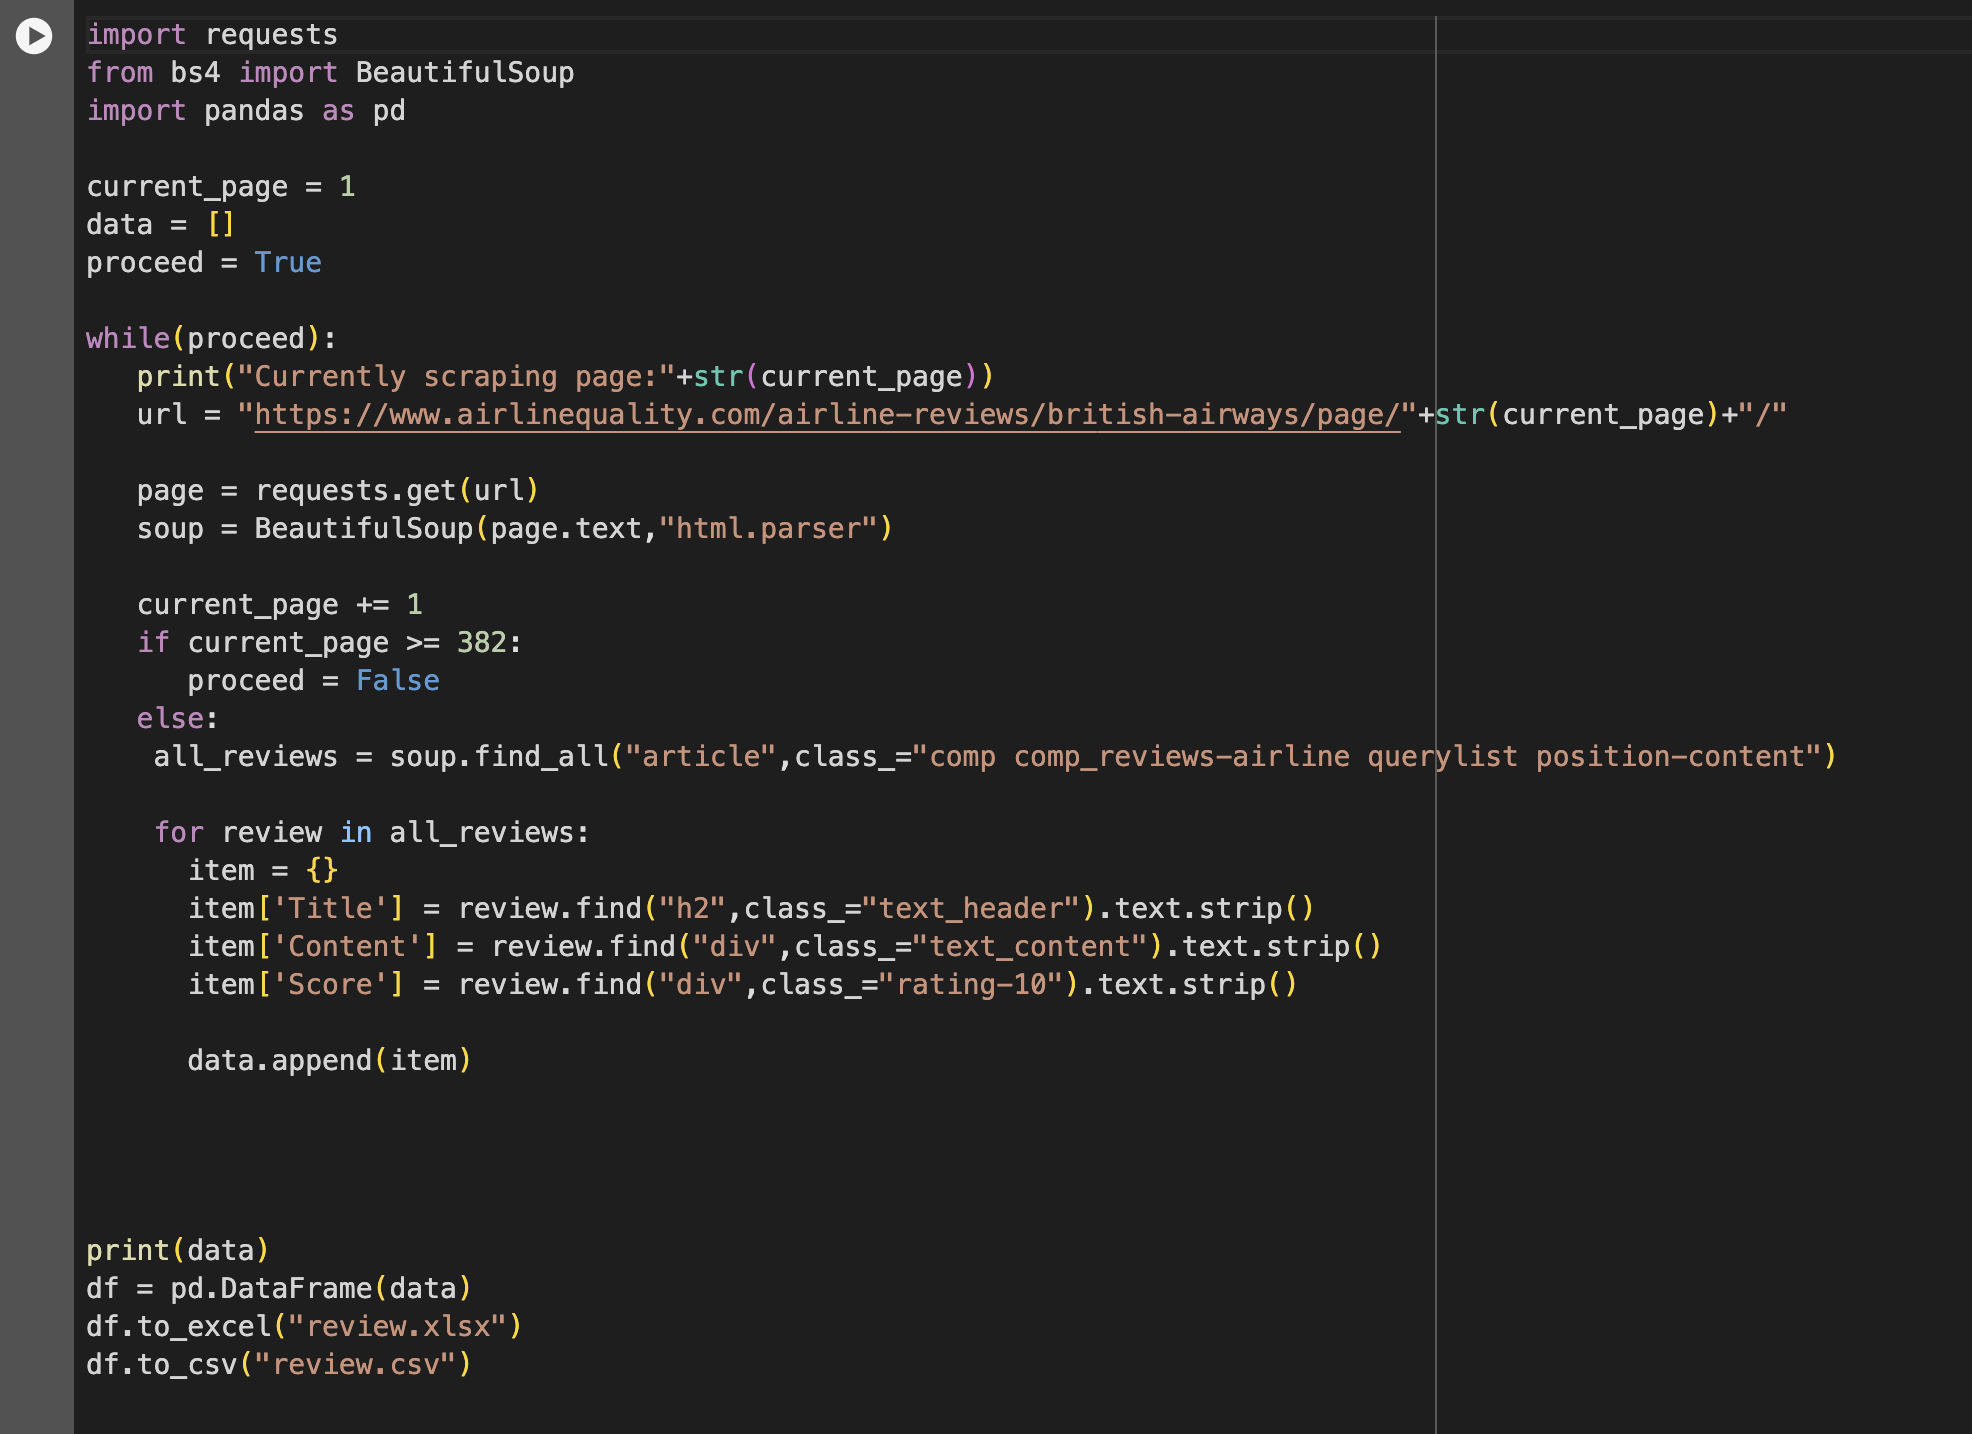 import requests
from bs4 import BeautifulSoup
import pandas as pd

current_page = 1
data = []
proceed = True

while(proceed):
   print("Currently scraping page:"+str(current_page))
   url = "https://www.airlinequality.com/airline-reviews/british-airways/page/"+str(current_page)+"/"

   page = requests.get(url)
   soup = BeautifulSoup(page.text,"html.parser")

   current_page += 1
   if current_page >= 382:
      proceed = False
   else:
    all_reviews = soup.find_all("article",class_="comp comp_reviews-airline querylist position-content")

    for review in all_reviews:
      item = {}
      item['Title'] = review.find("h2",class_="text_header").text.strip()
      item['Content'] = review.find("div",class_="text_content").text.strip()
      item['Score'] = review.find("div",class_="rating-10").text.strip()

      data.append(item)

print(data)
df = pd.DataFrame(data)
df.to_excel("review.xlsx")
df.to_csv("review.csv")